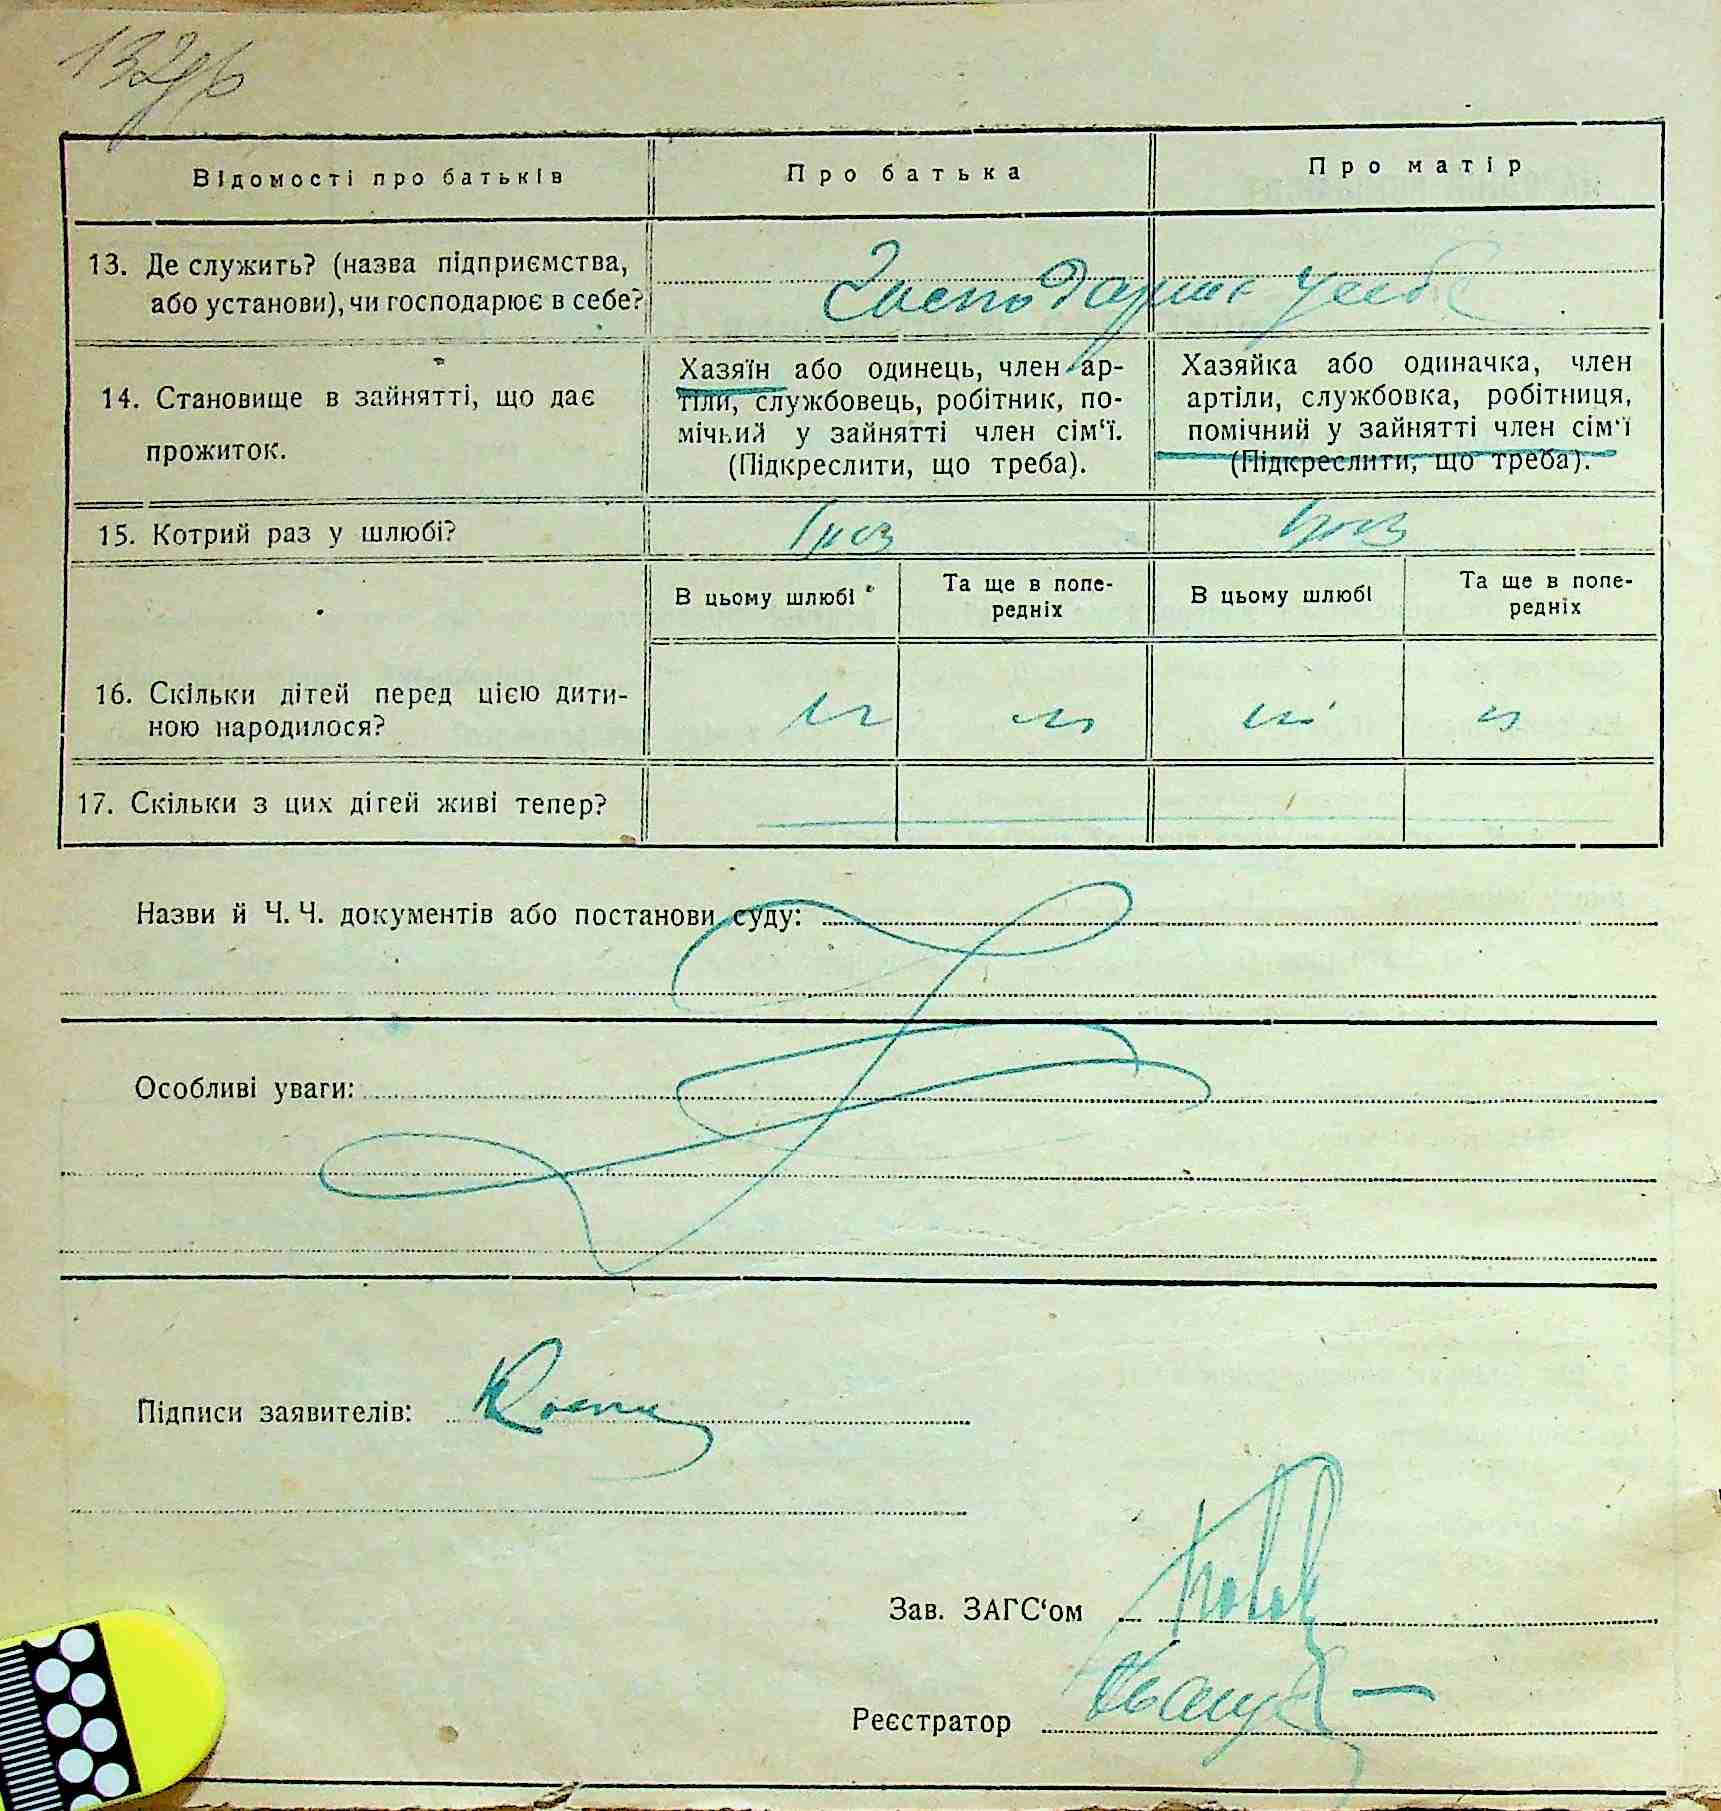 Відомості про батьків
Про батька
Про матір
13. Де служить? (назва підприємства,
або установи), чи господарює в себе?
Господарює у себе
14. Становище в зайнятті, що дає
прожиток.
Хазяїн або одинець, член ар-
тіли, службовець, робітник, по-
мічний у зайнятті член сім‘ї.
(Підкреслити, що треба).
Хазяйка або одиначка, член
артіли, службовка, робітниця,
помічний у зайнятті член сім‘ї
(Підкреслити, що треба).
15. Котрий раз у шлюбі?
І раз
І раз
В цьому шлюбі
Та ще в попе-
редніх
В цьому шлюбі
Та ще в попе-
редніх
16. Скільки дітей перед цією дити-
ною народилося?
17. Скільки з цих дітей живі тепер?
Назви й Ч. Ч. документів або постанови суду:
Особливі уваги:
Підписи заявителів:
Зав. ЗАГС‘ом
Реєстратор